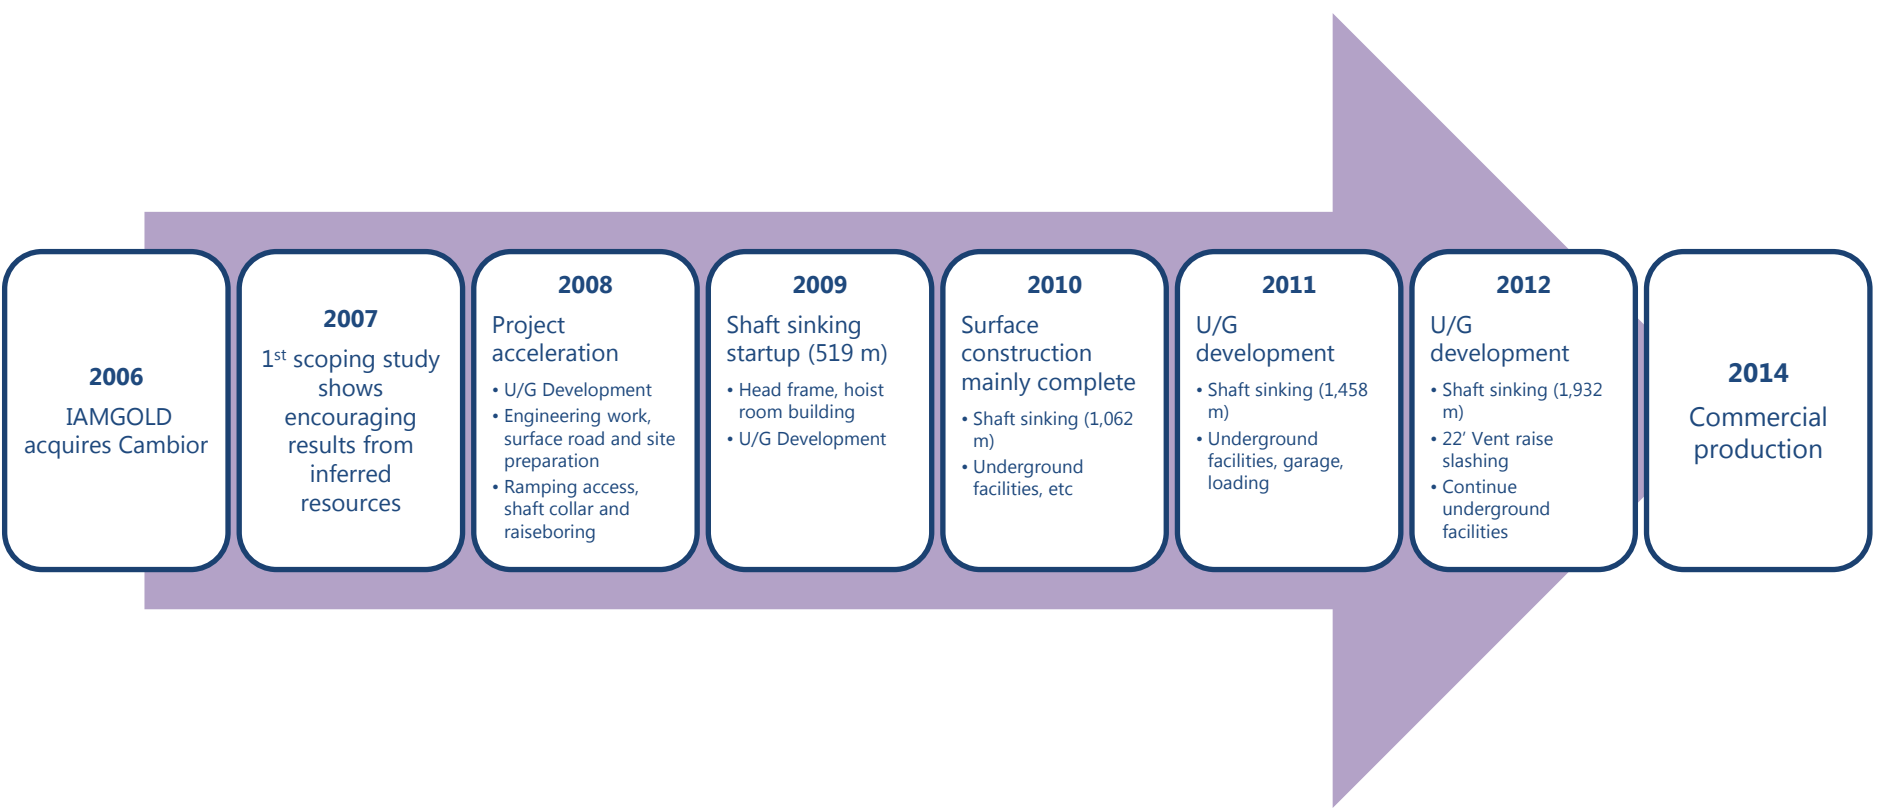 2006
IAMGOLD
acquires Cambior
2007
1st scoping study
shows
encouraging
results from
inferred
resources
2008
Project
acceleration
• U/G Development
• Engineering work,
surface road and site
preparation
• Ramping access,
shaft collar and
raiseboring
2009
Shaft sinking
startup (519 m)
• Head frame, hoist
room building
• U/G Development
2010
Surface
construction
mainly complete
• Shaft sinking (1,062
m)
• Underground
facilities, etc
2011
U/G
development
• Shaft sinking (1,458
m)
• Underground
facilities, garage,
loading
2012
U/G
development
• Shaft sinking (1,932
m)
• 22’ Vent raise
slashing
• Continue
underground
facilities
2014
Commercial
production